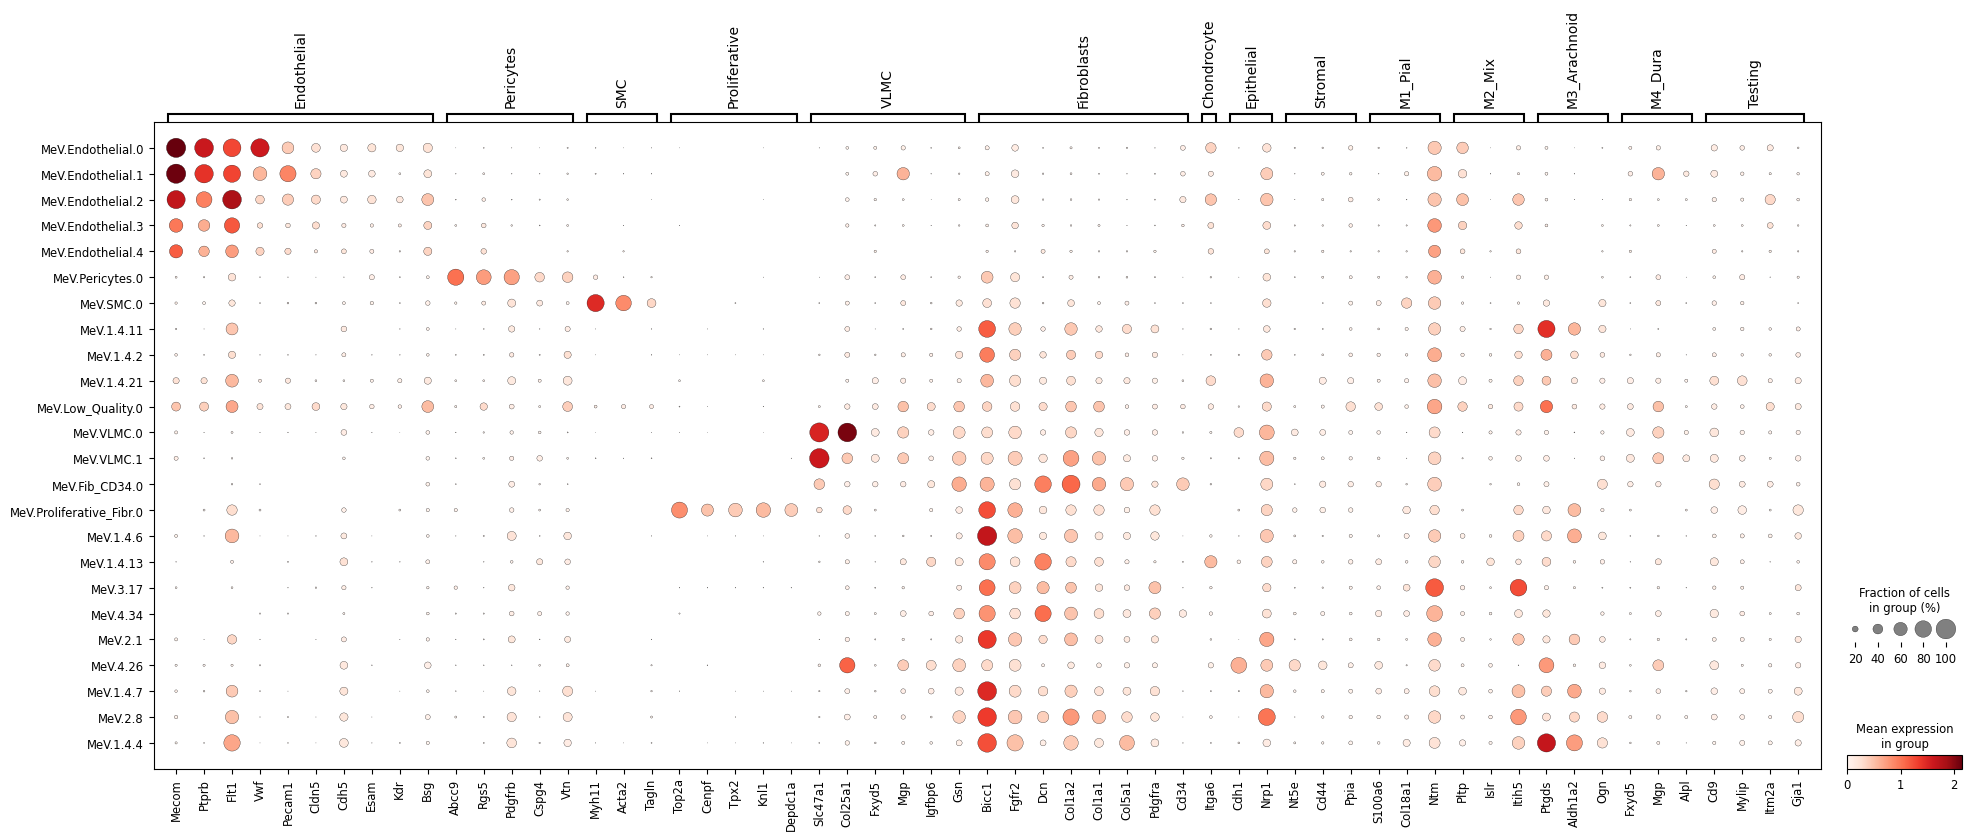 Endothelial
Pericytes
SMC
Proliferative
VLMC
Fibroblasts
Chondrocyte
Epithelial
Stromal
M1_Pial
M2_Mix
M3_Arachnoid
M4_Dura
Testing
MeV.Endothelial.0
MeV.Endothelial.1
MeV.Endothelial.2
MeV.Endothelial.3
MeV.Endothelial.4
MeV.Pericytes.0
MeV.SMC.0
MeV.1.4.11
MeV.1.4.2
MeV.1.4.21
MeV.Low_Quality.0
MeV.VLMC.0
MeV.VLMC.1
MeV.Fib_CD34.0
MeV.Proliferative_Fibr.0
MeV.1.4.6
MeV.1.4.13
MeV.3.17
MeV.4.34
MeV.2.1
MeV.4.26
MeV.1.4.7
MeV.2.8
MeV.1.4.4
Mecom
Ptprb
Flt1
Vwf
Pecam1
Cldn5
Cdh5
Esam
Kdr
Bsg
Abcc9
Rgs5
Pdgfrb
Cspg4
Vtn
Myh11
Acta2
Tagln
Top2a
Cenpf
Tpx2
Knl1
Depdc1a
Slc47a1
Col25a1
Fxyd5
Mgp
Igfbp6
Gsn
Bicc1
Fgfr2
Dcn
Col1a2
Col1a1
Col5a1
Pdgfra
Cd34
Itga6
Cdh1
Nrp1
Nt5e
Cd44
Ppia
S100a6
Col18a1
Ntm
Pltp
Islr
Itih5
Ptgds
Aldh1a2
Ogn
Fxyd5
Mgp
Alpl
Cd9
Mylip
Itm2a
Gja1
Fraction of cells
in group (%)
20 40 60 80 100
Mean expression
in group
0 1 2